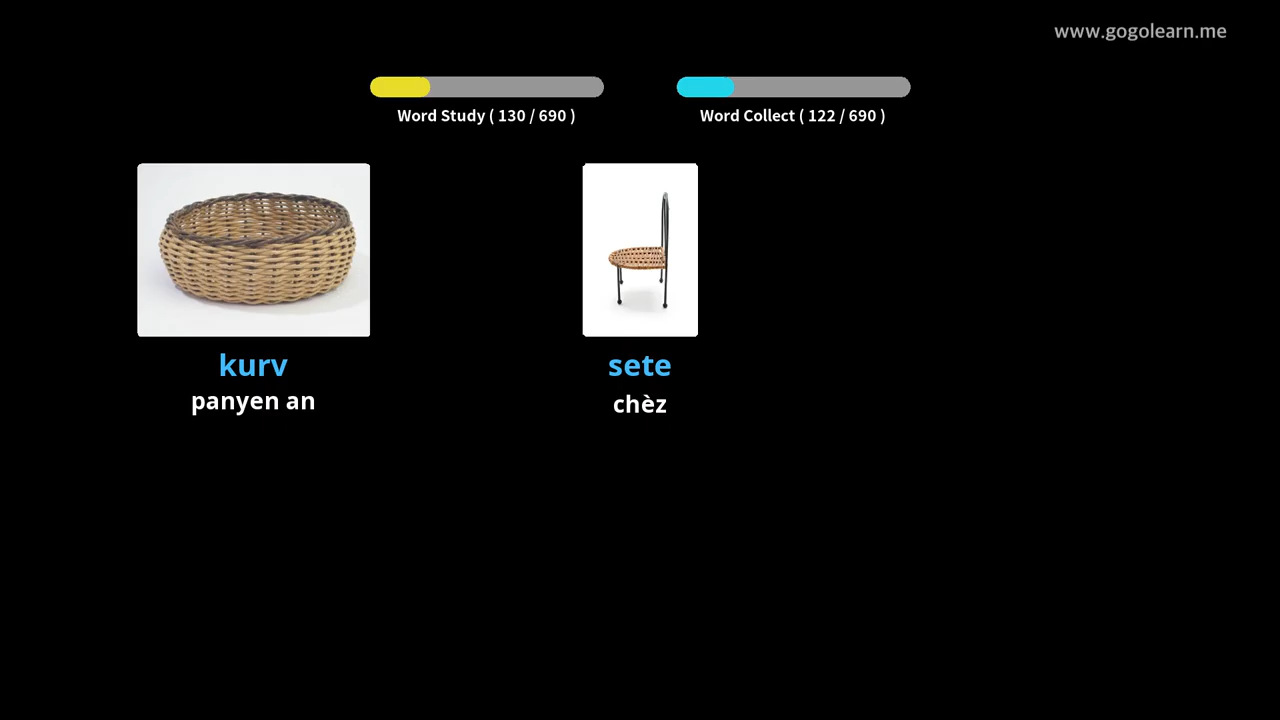 www.gogolearn.me
Word Study ( 130 / 690 )
Word Collect ( 122 / 690 )
kurv
panyen an
sete
chèz